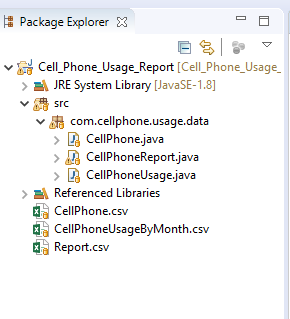 Package Explorer
Cell_Phone_Usage_Report [Cell_Phone_Usage_
JRE System Library [JavaSE-1.8]
src
com.cellphone.usage.data
CellPhone.java
CellPhoneReport.java
CellPhoneUsage.java
Referenced Libraries
CellPhone.csv
CellPhoneUsageByMonth.csv
Report.csv